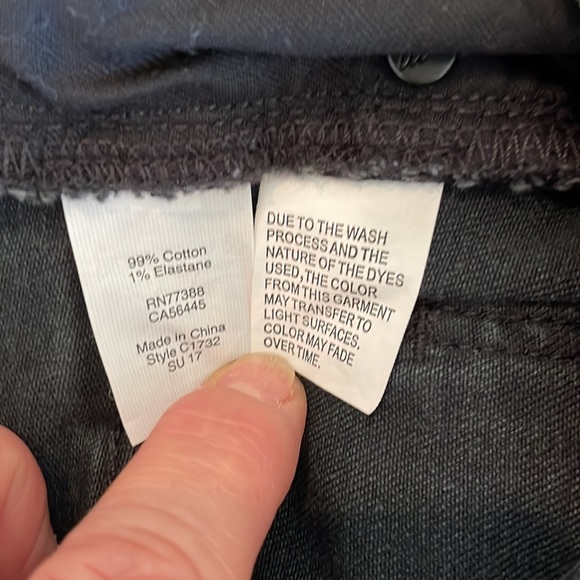 99% Cotton
1% Elastane
RN77388
CA56445
Made in China
Style C1732
SU 17
DUE TO THE WASH
PROCESS AND THE
NATURE OF THE DYES
USED, THE COLOR
FROM THIS GARMENT
MAY TRANSFER TO
LIGHT SURFACES.
COLOR MAY FADE
OVER TIME.